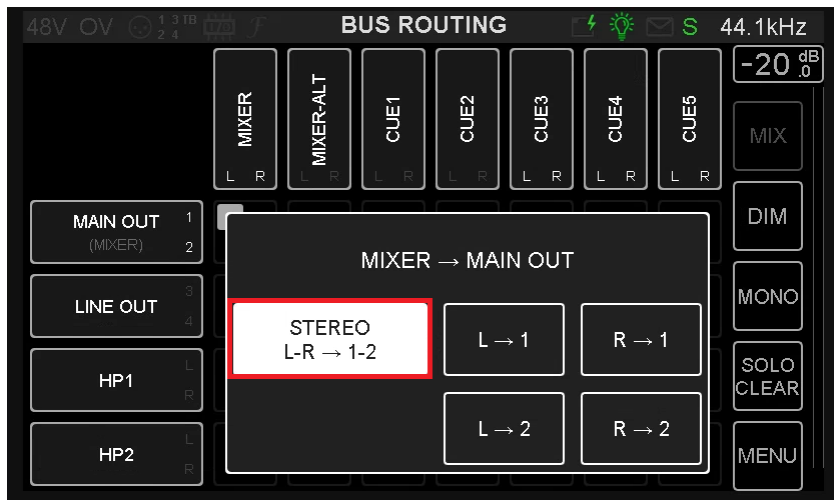 48V OV 1 3 TB 2 4 BUS ROUTING S 44.1kHz
-20 dB .0
MIXER
L R
MIXER-ALT
L R
CUE1
L R
CUE2
L R
CUE3
L R
CUE4
L R
CUE5
L R
MIX
MAIN OUT 1
(MIXER) 2
DIM
MIXER → MAIN OUT
LINE OUT 3
4
STEREO
L-R → 1-2
L → 1
R → 1
MONO
HP1 L
R
SOLO
CLEAR
L → 2
R → 2
HP2 L
R
MENU